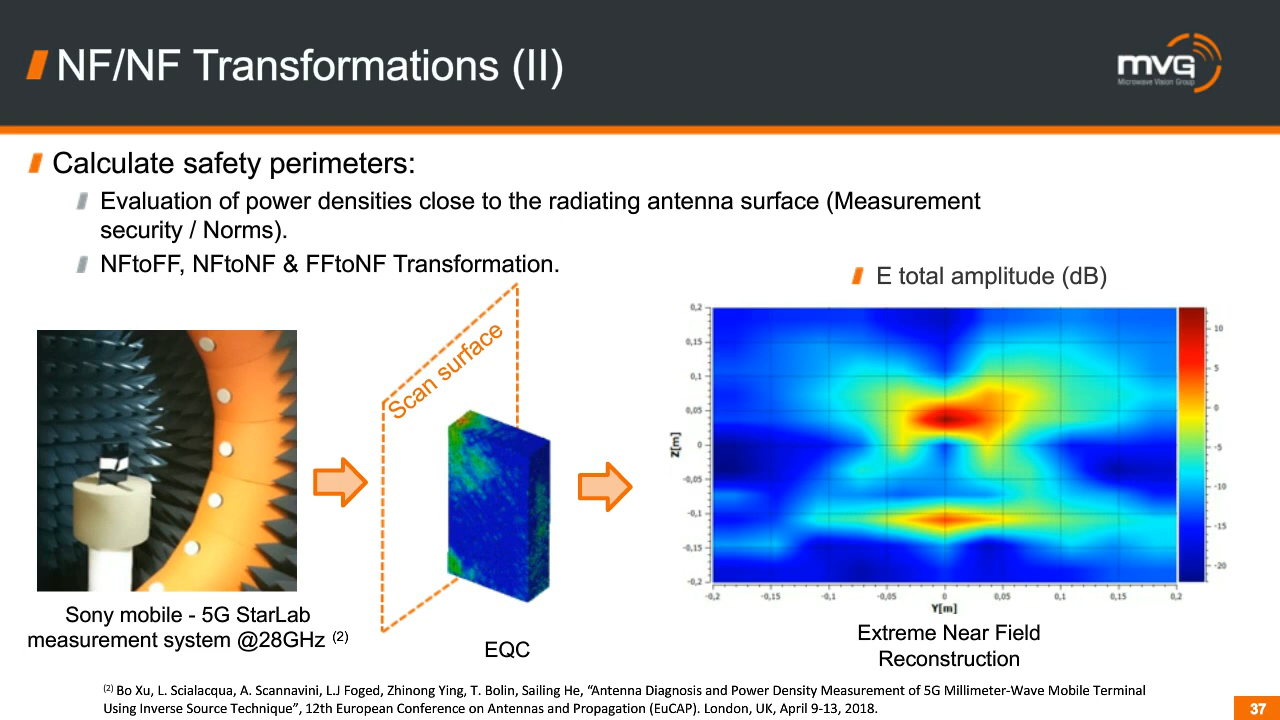 NF/NF Transformations (II)
mvg
Microwave Vision Group
Calculate safety perimeters:
Evaluation of power densities close to the radiating antenna surface (Measurement
security / Norms).
NFtoFF, NFtoNF & FFtoNF Transformation.
E total amplitude (dB)
Scan surface
0,2
0,15
0,1
0,05
0
-0,05
-0,1
-0,15
-0,2
Z[m]
-0,2 -0,15 -0,1 -0,05 0 0,05 0,1 0,15 0,2
Y[m]
10
5
0
-5
-10
-15
-20
Sony mobile - 5G StarLab
measurement system @28GHz (2)
EQC
Extreme Near Field
Reconstruction
(2) Bo Xu, L. Scialacqua, A. Scannavini, L.J Foged, Zhinong Ying, T. Bolin, Sailing He, “Antenna Diagnosis and Power Density Measurement of 5G Millimeter-Wave Mobile Terminal
Using Inverse Source Technique”, 12th European Conference on Antennas and Propagation (EuCAP). London, UK, April 9-13, 2018.
37